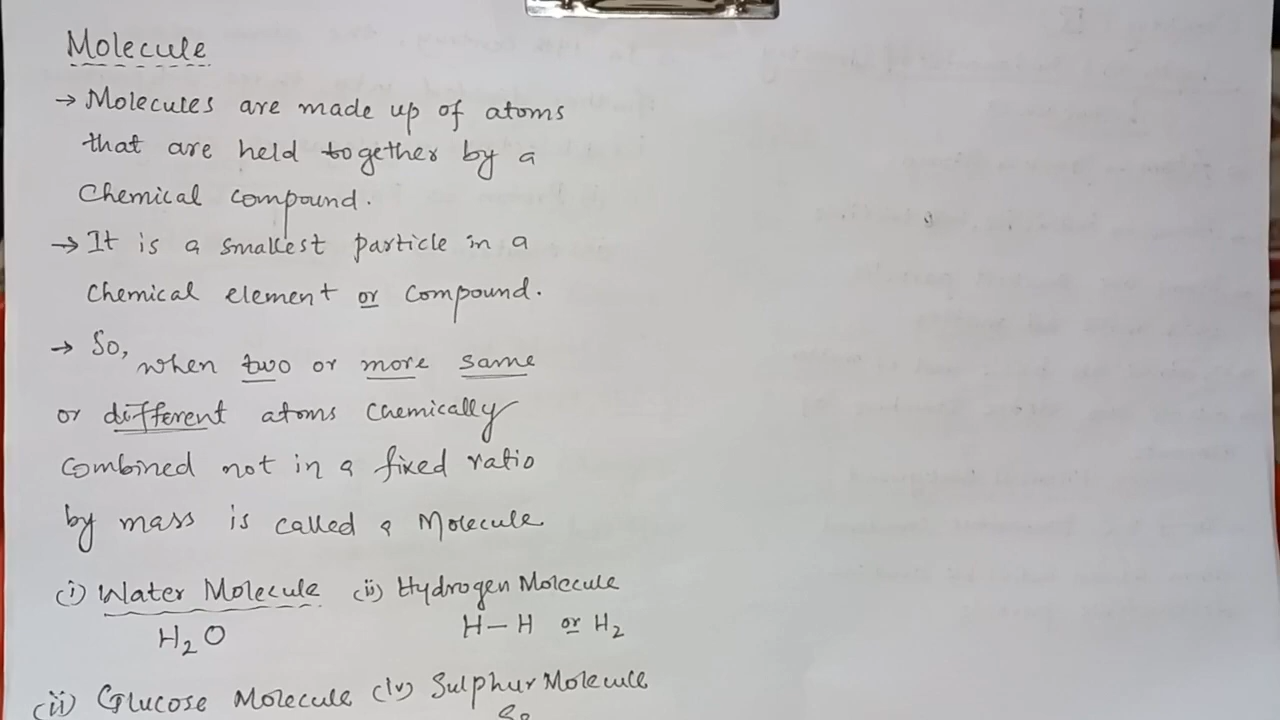 Molecule
→ Molecules are made up of atoms
that are held together by a
Chemical compound.
→ It is a smallest particle in a
Chemical element or compound.
→ So, when two or more same
or different atoms chemically
combined not in a fixed ratio
by mass is called a Molecule
(i) Water Molecule (ii) Hydrogen Molecule
H₂O H–H or H₂
(ii) Glucose Molecule (iv) Sulphur Molecule